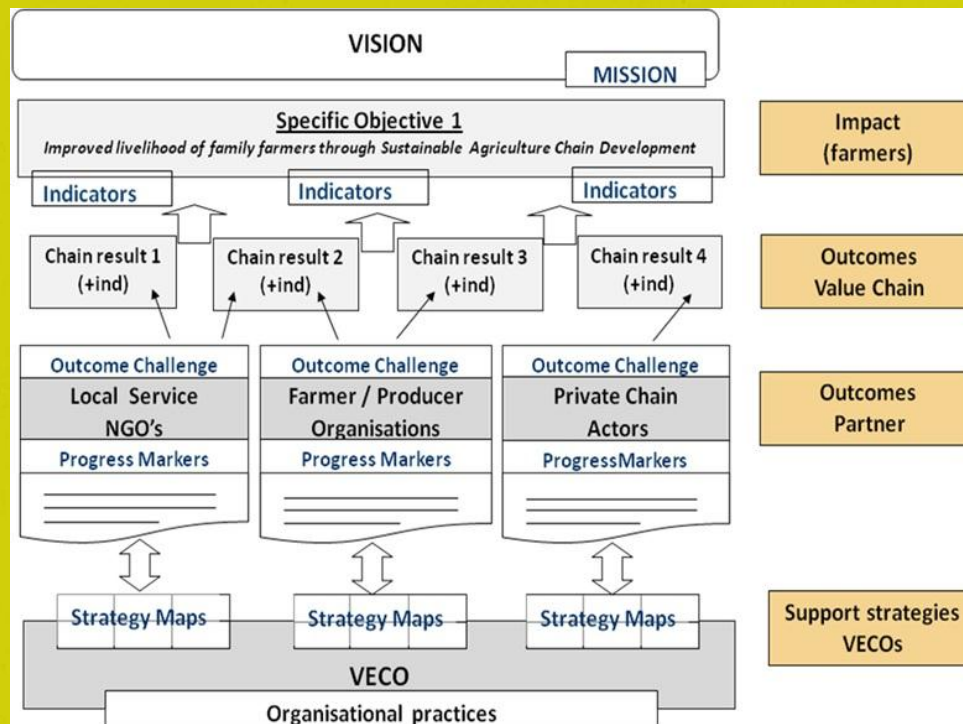 VISION
MISSION
Specific Objective 1
Improved livelihood of family farmers through Sustainable Agriculture Chain Development
Indicators
Indicators
Indicators
Impact
(farmers)
Chain result 1
(+ind)
Chain result 2
(+ind)
Chain result 3
(+ind)
Chain result 4
(+ind)
Outcomes
Value Chain
Outcome Challenge
Local Service
NGO's
Progress Markers
Outcome Challenge
Farmer / Producer
Organisations
Progress Markers
Outcome Challenge
Private Chain
Actors
ProgressMarkers
Outcomes
Partner
Strategy Maps
Strategy Maps
Strategy Maps
VECO
Organisational practices
Support strategies
VECOs